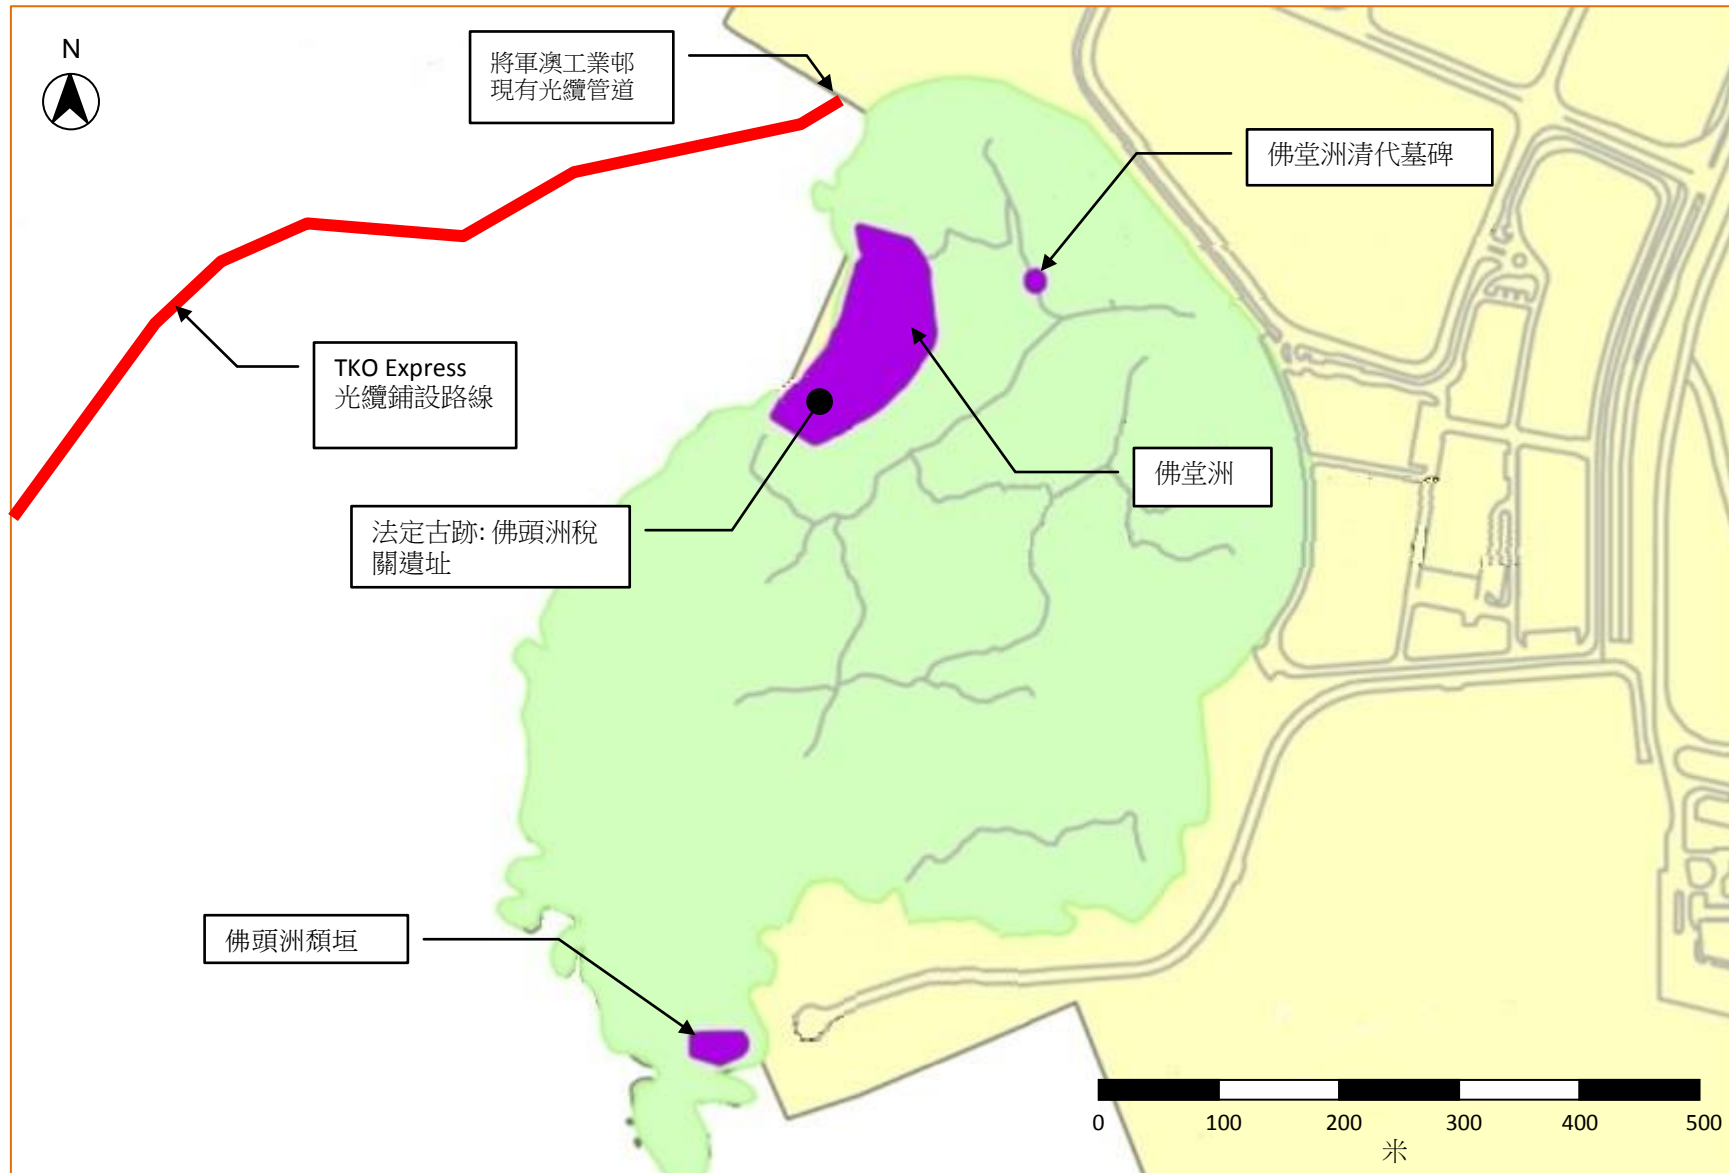 N
將軍澳工業邨
現有光纜管道
佛堂洲清代墓碑
TKO Express
光纜鋪設路線
佛堂洲
法定古跡: 佛頭洲稅
關遺址
佛頭洲頹垣
0 100 200 300 400 500
米